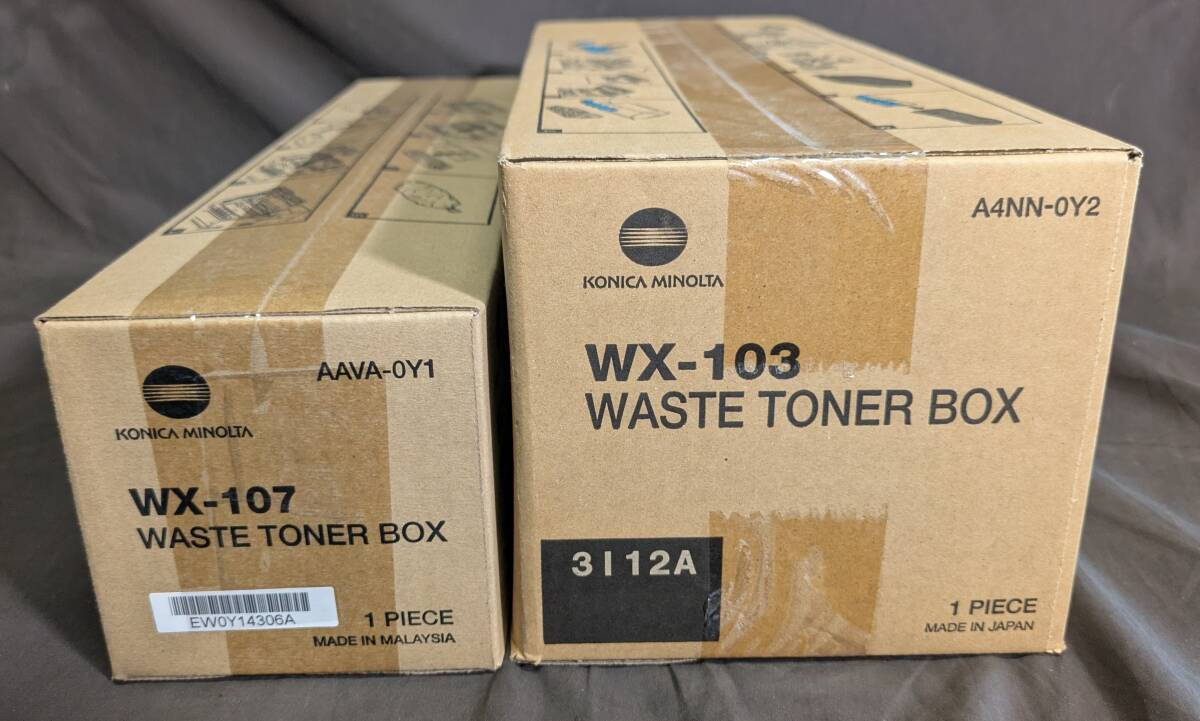 AAVA-0Y1
KONICA MINOLTA
WX-107
WASTE TONER BOX
EW0Y14306A
1 PIECE
MADE IN MALAYSIA
A4NN-0Y2
KONICA MINOLTA
WX-103
WASTE TONER BOX
3I12A
1 PIECE
MADE IN JAPAN